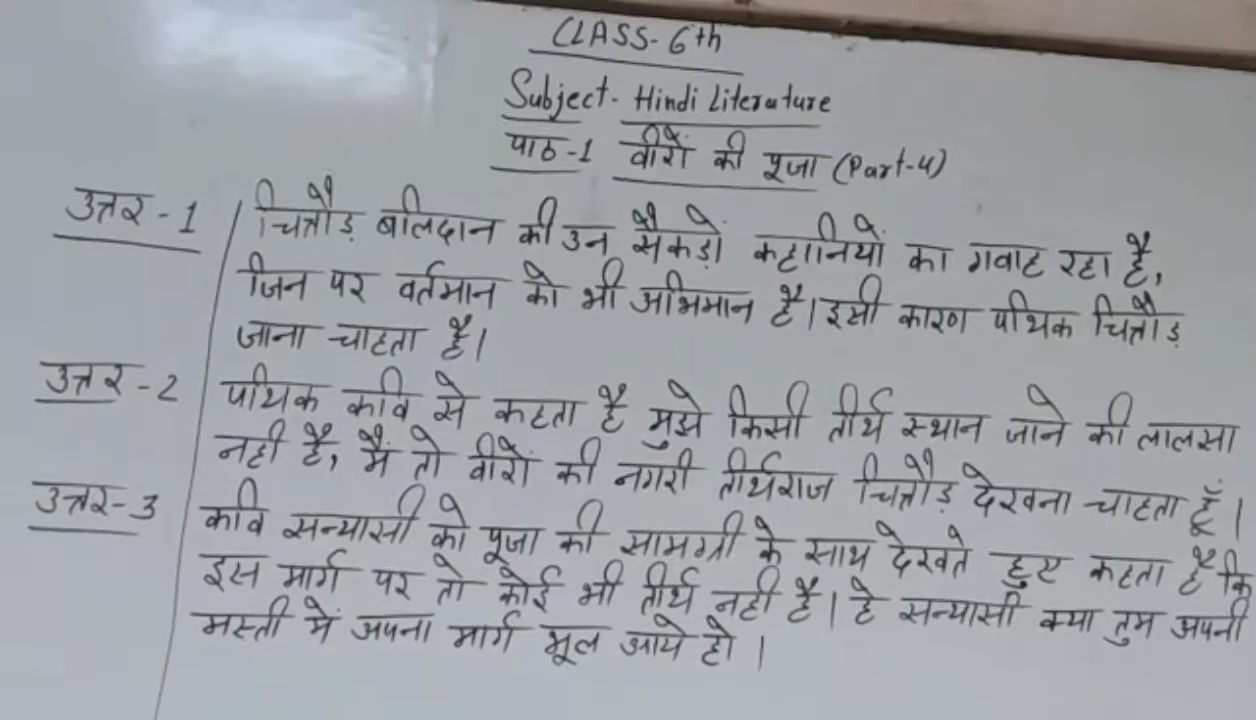 CLASS-6th
Subject- Hindi Literature
पाठ-1 वीरों की पूजा (Part-4)
उत्तर-1 चित्तौड़ बलिदान की उन सैकड़ो कहानियों का गवाह रहा है,
जिन पर वर्तमान को भी अभिमान है। इसी कारण पथिक चित्तौड़
जाना चाहता है।
उत्तर-2 पथिक कवि से कहता है मुझे किसी तीर्थ स्थान जाने की लालसा
नही है, मैं तो वीरों की नगरी तीर्थराज चित्तौड़ देखना चाहता हूँ।
उत्तर-3 कवि सन्यासी को पूजा की सामग्री के साथ देखते हुए कहता है कि
इस मार्ग पर तो कोई भी तीर्थ नही है। हे सन्यासी क्या तुम अपनी
मस्ती में अपना मार्ग भूल आये हो।